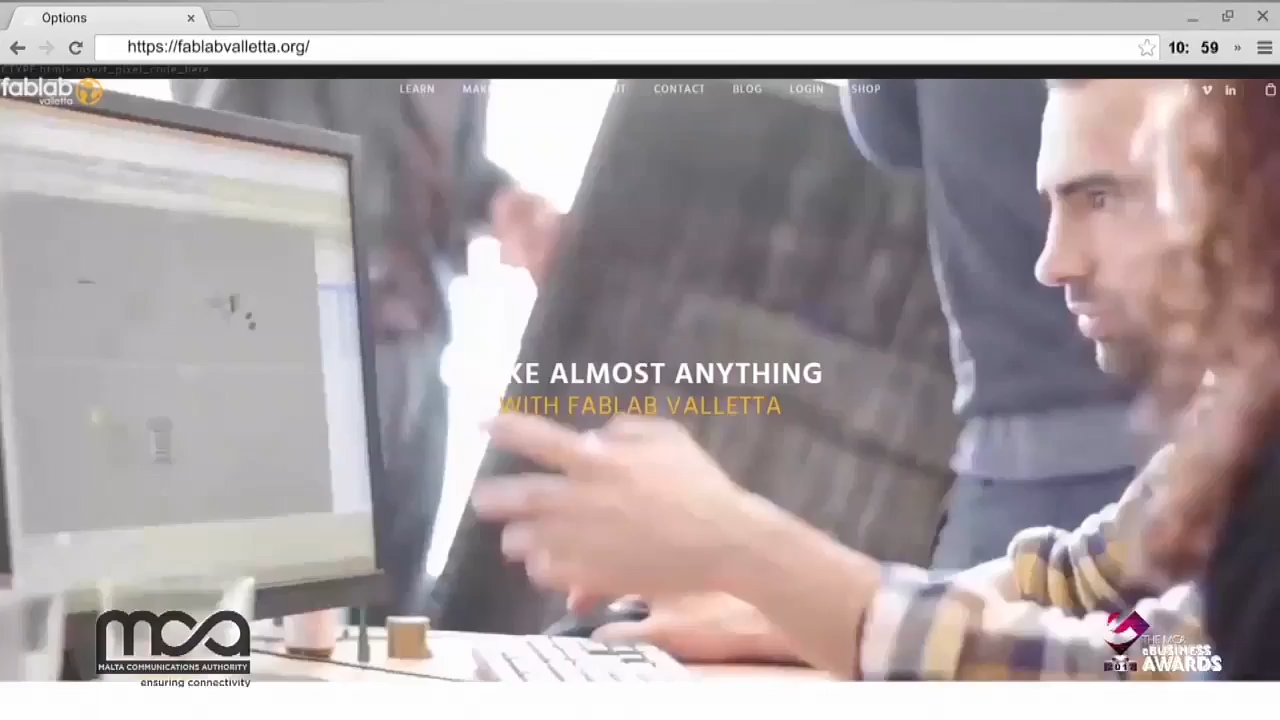 Options
https://fablabvalletta.org/
10: 59
fablab
valletta
LEARN
CONTACT
BLOG
LOGIN
SHOP
KE ALMOST ANYTHING
WITH FABLAB VALLETTA
mca
MALTA COMMUNICATIONS AUTHORITY
ensuring connectivity
THE MCA
eBUSINESS
AWARDS